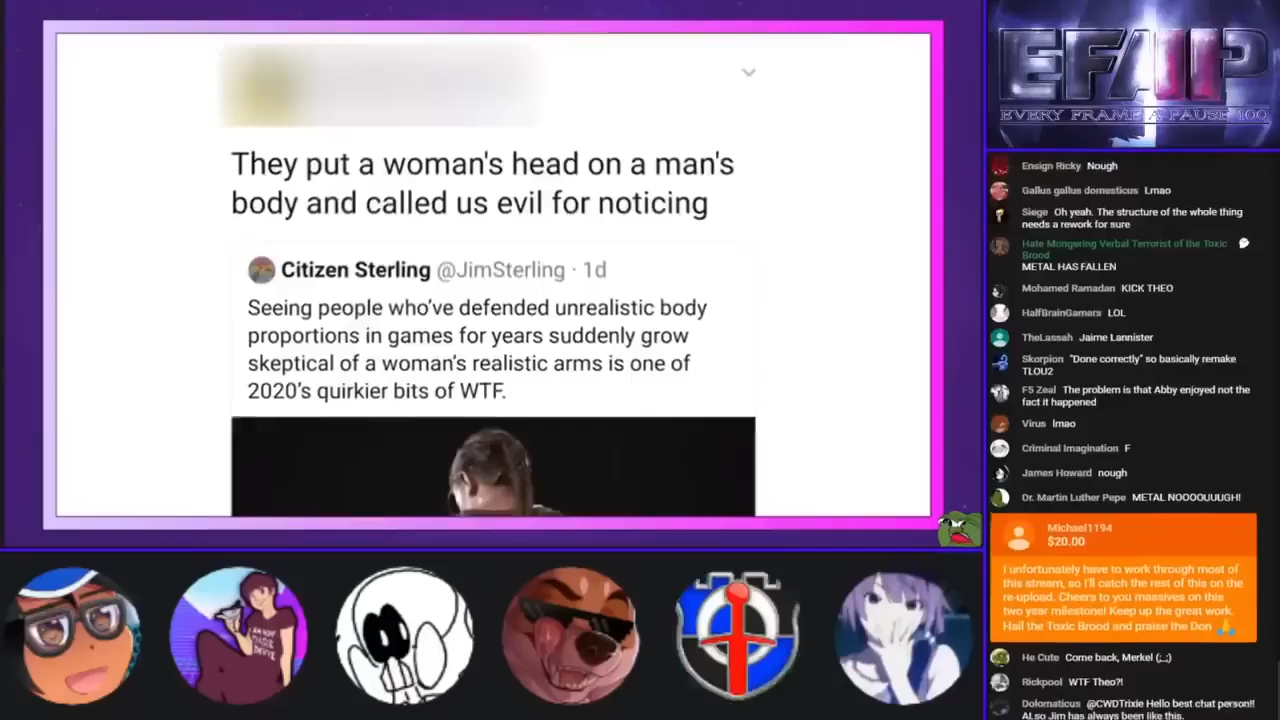 They put a woman's head on a man's
body and called us evil for noticing
Citizen Sterling @JimSterling · 1d
Seeing people who've defended unrealistic body
proportions in games for years suddenly grow
skeptical of a woman's realistic arms is one of
2020's quirkier bits of WTF.
I AM NOT
YOUR
DEVIL
EFAP
EVERY FRAME A PAUSE 100
Ensign Ricky Nough
Gallus gallus domesticus Lmao
Siege Oh yeah. The structure of the whole thing
needs a rework for sure
Hate Mongering Verbal Terrorist of the Toxic
Brood
METAL HAS FALLEN
Mohamed Ramadan KICK THEO
HalfBrainGamers LOL
TheLassah Jaime Lannister
Skorpion "Done correctly" so basically remake
TLOU2
F5 Zeal The problem is that Abby enjoyed not the
fact it happened
Virus lmao
Criminal Imagination F
James Howard nough
Dr. Martin Luther Pepe METAL NOOOOUUUGH!
Michael1194
$20.00
I unfortunately have to work through most of
this stream, so I'll catch the rest of this on the
re-upload. Cheers to you massives on this
two year milestone! Keep up the great work.
Hail the Toxic Brood and praise the Don
He Cute Come back, Merkel (;_;)
Rickpool WTF Theo?!
Dolomaticus @CWDTrixie Hello best chat person!!
ALso Jim has always been like this.